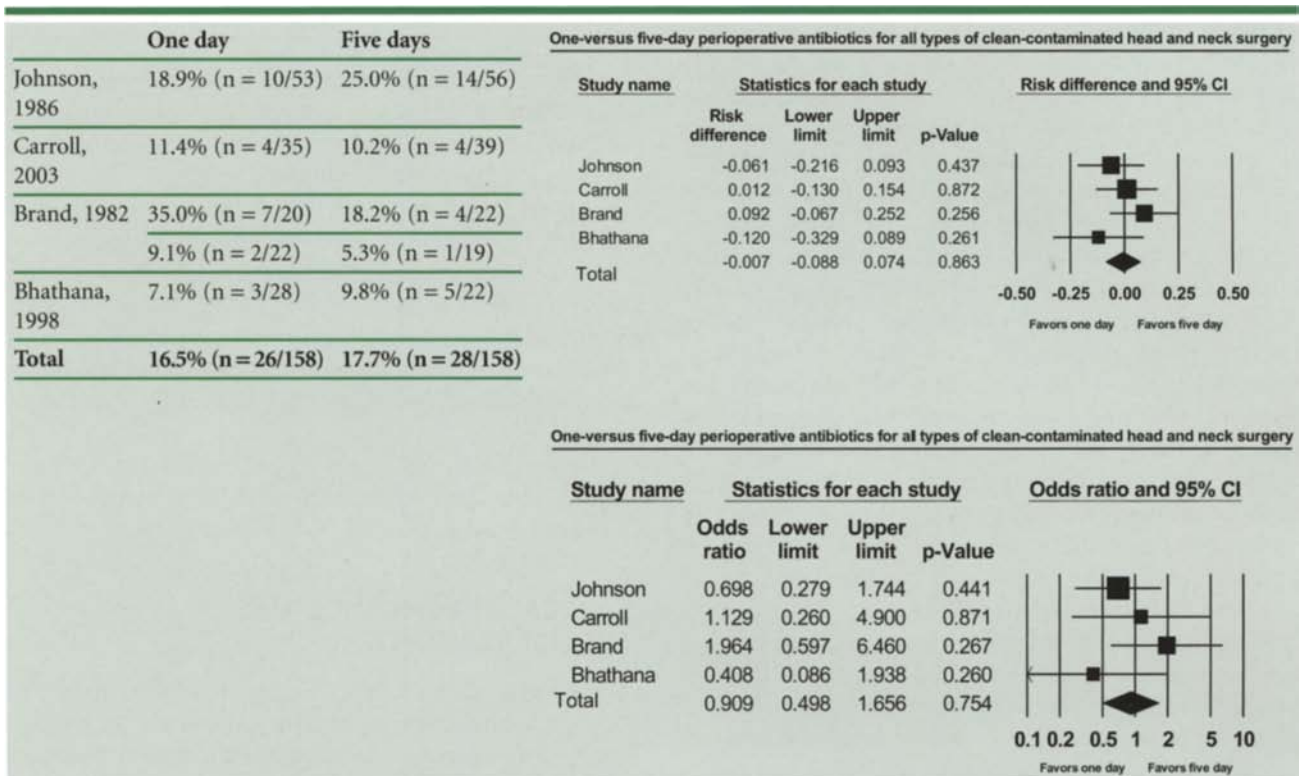 One day Five days
Johnson, 18.9% (n = 10/53) 25.0% (n = 14/56)
1986
Carroll, 11.4% (n = 4/35) 10.2% (n = 4/39)
2003
Brand, 1982 35.0% (n = 7/20) 18.2% (n = 4/22)
9.1% (n = 2/22) 5.3% (n = 1/19)
Bhathana, 7.1% (n = 3/28) 9.8% (n = 5/22)
1998
Total 16.5% (n = 26/158) 17.7% (n = 28/158)
One-versus five-day perioperative antibiotics for all types of clean-contaminated head and neck surgery
Study name Statistics for each study Risk difference and 95% CI
Risk Lower Upper
difference limit limit p-Value
Johnson -0.061 -0.216 0.093 0.437
Carroll 0.012 -0.130 0.154 0.872
Brand 0.092 -0.067 0.252 0.256
Bhathana -0.120 -0.329 0.089 0.261
-0.007 -0.088 0.074 0.863
Total
-0.50 -0.25 0.00 0.25 0.50
Favors one day Favors five day
One-versus five-day perioperative antibiotics for al types of clean-contaminated head and neck surgery
Study name Statistics for each study Odds ratio and 95% CI
Odds Lower Upper
ratio limit limit p-Value
Johnson 0.698 0.279 1.744 0.441
Carroll 1.129 0.260 4.900 0.871
Brand 1.964 0.597 6.460 0.267
Bhathana 0.408 0.086 1.938 0.260
Total 0.909 0.498 1.656 0.754
0.1 0.2 0.5 1 2 5 10
Favors one day Favors five day